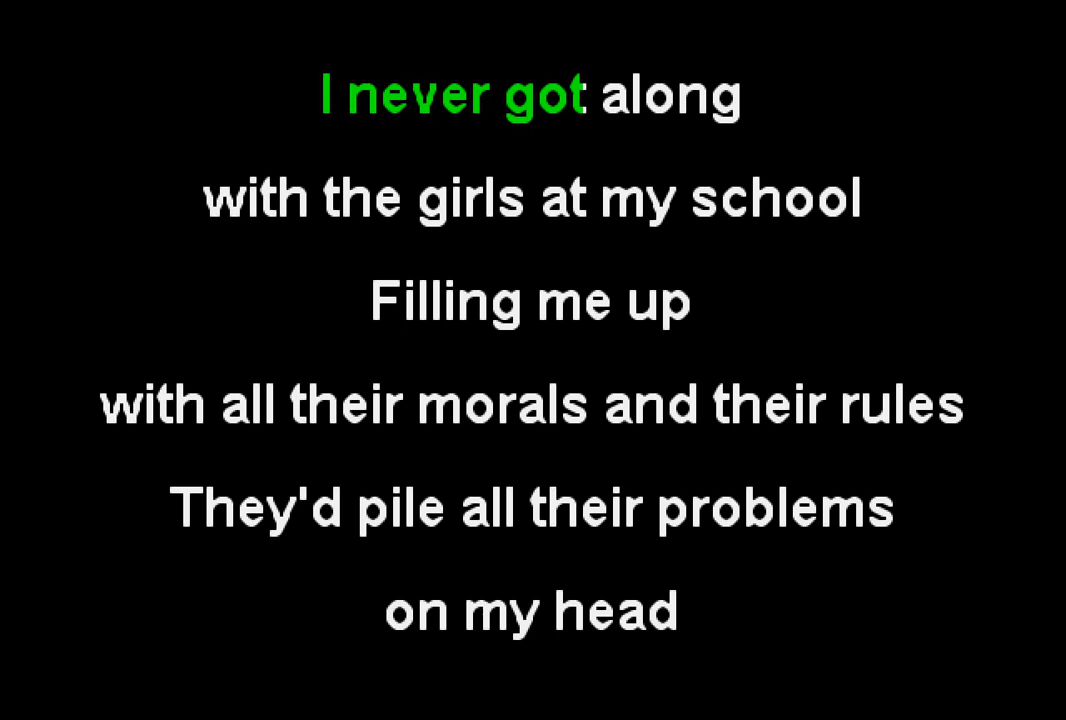 I never got along
with the girls at my school
Filling me up
with all their morals and their rules
They'd pile all their problems
on my head